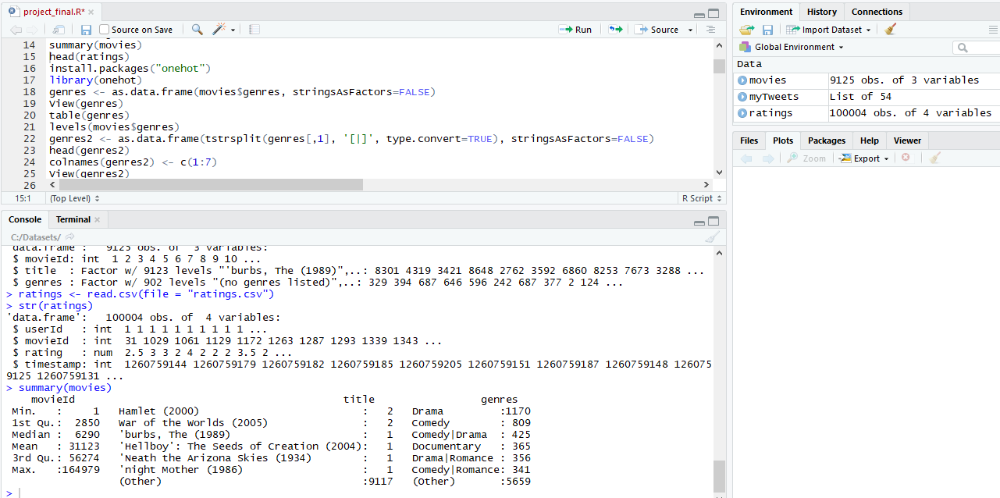 project_final.R*
Source on Save
Run
Source
14 summary(movies)
15 head(ratings)
16 install.packages("onehot")
17 library(onehot)
18 genres <- as.data.frame(movies$genres, stringsAsFactors=FALSE)
19 View(genres)
20 table(genres)
21 levels(movies$genres)
22 genres2 <- as.data.frame(tstrsplit(genres[,1], '[|]', type.convert=TRUE), stringsAsFactors=FALSE)
23 head(genres2)
24 colnames(genres2) <- c(1:7)
25 View(genres2)
26
15:1 (Top Level) R Script
Console Terminal
C:/Datasets/
data.frame':   9125 obs. of  3 variables:
$ movieId: int  1 2 3 4 5 6 7 8 9 10 ...
$ title  : Factor w/ 9123 levels "'burbs, The (1989)",..: 8301 4319 3421 8648 2762 3592 6860 8253 7673 3288 ...
$ genres : Factor w/ 902 levels "(no genres listed)",..: 329 394 687 646 596 242 687 377 2 124 ...
> ratings <- read.csv(file = "ratings.csv")
> str(ratings)
'data.frame':   100004 obs. of  4 variables:
$ userId   : int  1 1 1 1 1 1 1 1 1 1 ...
$ movieId  : int  31 1029 1061 1129 1172 1263 1287 1293 1339 1343 ...
$ rating   : num  2.5 3 3 2 4 2 2 2 3.5 2 ...
$ timestamp: int  1260759144 1260759179 1260759182 1260759185 1260759205 1260759151 1260759187 1260759148 126075
9125 1260759131 ...
> summary(movies)
movieId title genres
Min.   :     1   Hamlet (2000)                          :   2   Drama         :1170
1st Qu.:  2850   War of the Worlds (2005)               :   2   Comedy        : 809
Median :  6290   'burbs, The (1989)                     :   1   Comedy|Drama  : 425
Mean   : 31123   'Hellboy': The Seeds of Creation (2004):   1   Documentary   : 365
3rd Qu.: 56274   'Neath the Arizona Skies (1934)        :   1   Drama|Romance : 356
Max.   :164979   'night Mother (1986)                   :   1   Comedy|Romance: 341
(Other)                                :9117   (Other)       :5659
>
Environment History Connections
Import Dataset
Global Environment
Data
movies 9125 obs. of 3 variables
myTweets List of 54
ratings 100004 obs. of 4 variables
Files Plots Packages Help Viewer
Zoom Export